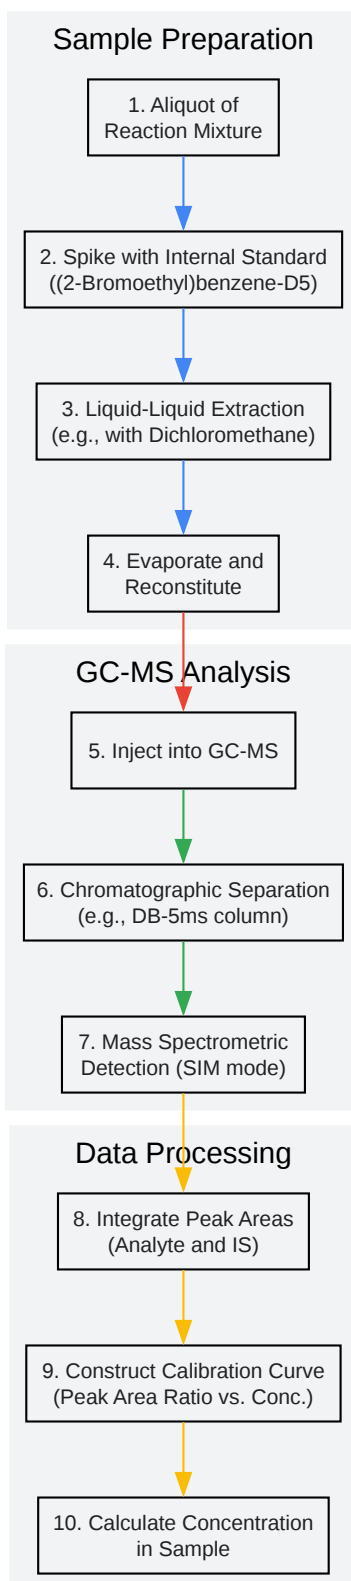 Sample Preparation
1. Aliquot of
Reaction Mixture
2. Spike with Internal Standard
((2-Bromoethyl)benzene-D5)
3. Liquid-Liquid Extraction
(e.g., with Dichloromethane)
4. Evaporate and
Reconstitute
GC-MS Analysis
5. Inject into GC-MS
6. Chromatographic Separation
(e.g., DB-5ms column)
7. Mass Spectrometric
Detection (SIM mode)
Data Processing
8. Integrate Peak Areas
(Analyte and IS)
9. Construct Calibration Curve
(Peak Area Ratio vs. Conc.)
10. Calculate Concentration
in Sample